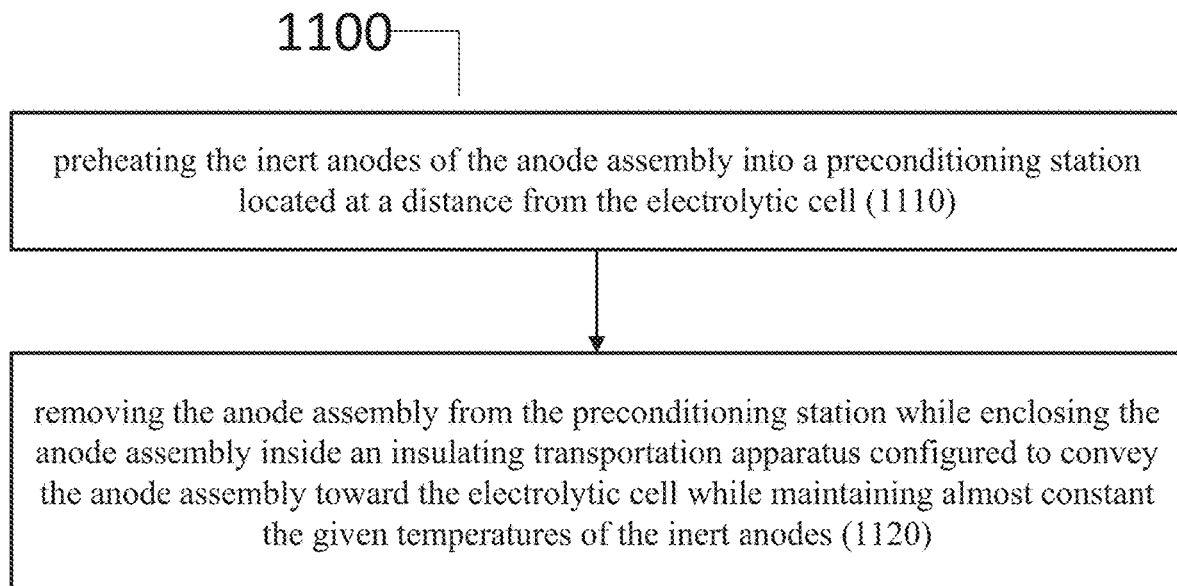 1100
preheating the inert anodes of the anode assembly into a preconditioning station
located at a distance from the electrolytic cell (1110)
removing the anode assembly from the preconditioning station while enclosing the
anode assembly inside an insulating transportation apparatus configured to convey
the anode assembly toward the electrolytic cell while maintaining almost constant
the given temperatures of the inert anodes (1120)